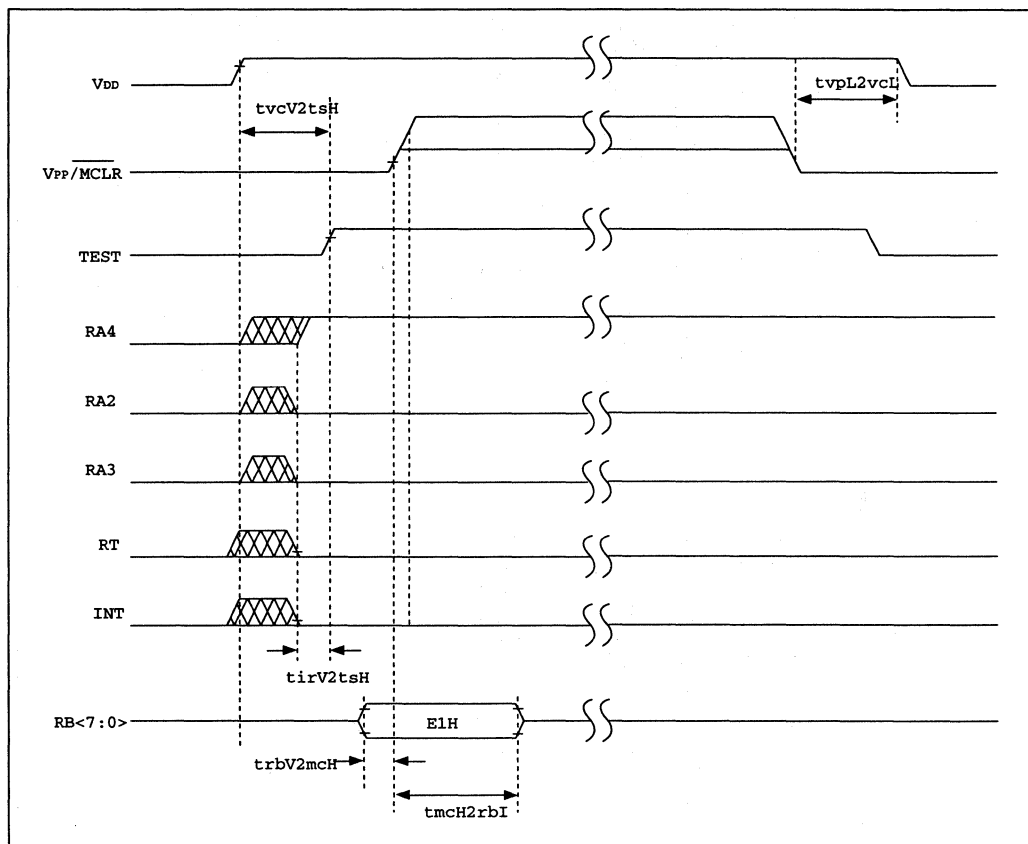 VDD
tvpL2vcL
tvcV2tsH
VPP/MCLR
TEST
RA4
RA2
RA3
RT
INT
tirV2tsH
RB<7:0>
E1H
trbV2mcH
tmcH2rbI